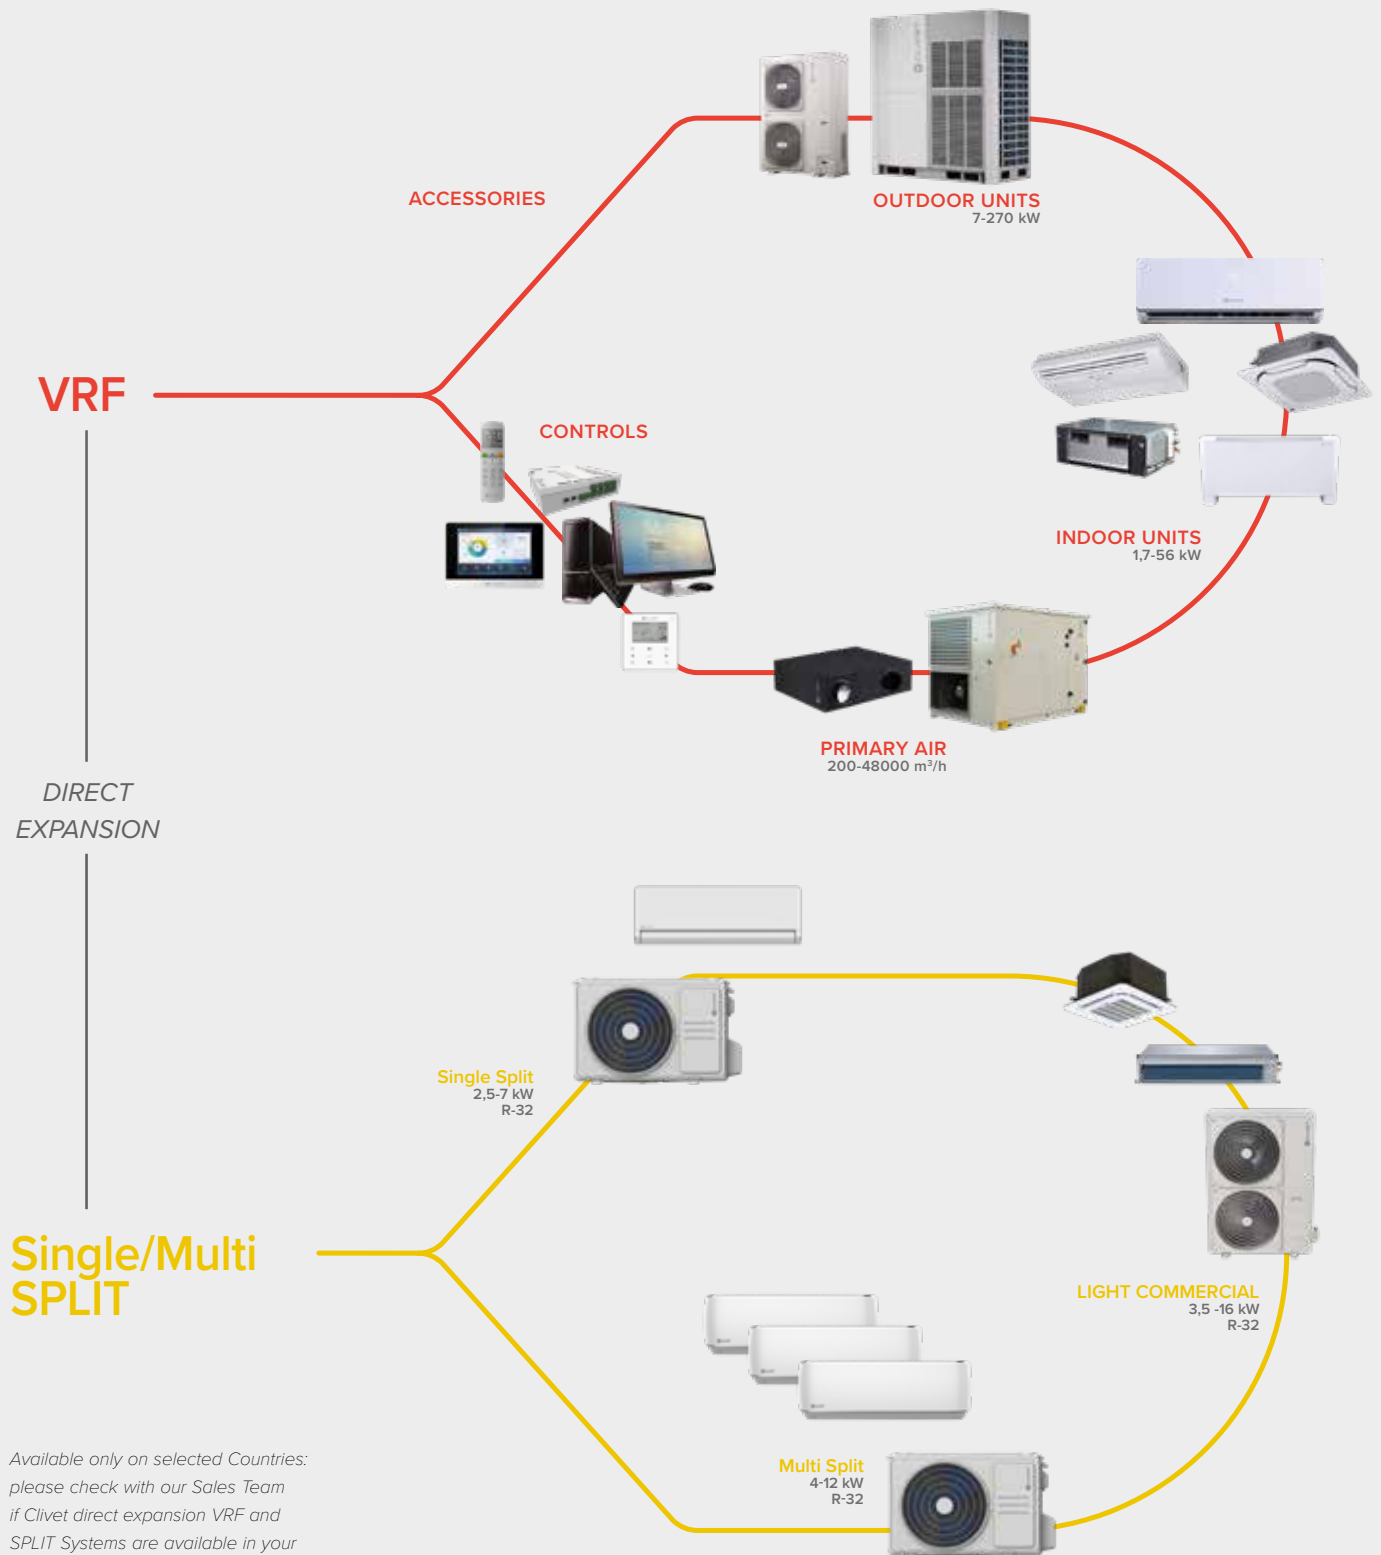 ACCESSORIES
OUTDOOR UNITS
7-270 kW
VRF
CONTROLS
INDOOR UNITS
1,7-56 kW
PRIMARY AIR
200-48000 m³/h
DIRECT
EXPANSION
Single Split
2,5-7 kW
R-32
Single/Multi
SPLIT
LIGHT COMMERCIAL
3,5 -16 kW
R-32
Multi Split
4-12 kW
R-32
Available only on selected Countries:
please check with our Sales Team
if Clivet direct expansion VRF and
SPLIT Systems are available in your